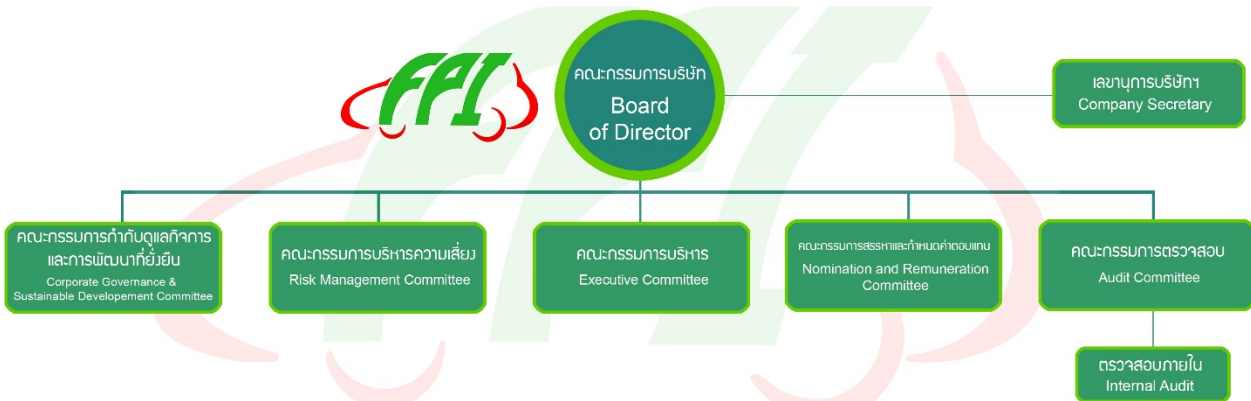 FPI
คณะกรรมการบริษัท
Board
of Director
เลขานุการบริษัทฯ
Company Secretary
คณะกรรมการกำกับดูแลกิจการ
และการพัฒนาที่ยั่งยืน
Corporate Governance &
Sustainable Developement Committee
คณะกรรมการบริหารความเสี่ยง
Risk Management Committee
คณะกรรมการบริหาร
Executive Committee
คณะกรรมการสรรหาและกำหนดค่าตอบแทน
Nomination and Remuneration
Committee
คณะกรรมการตรวจสอบ
Audit Committee
ตรวจสอบภายใน
Internal Audit